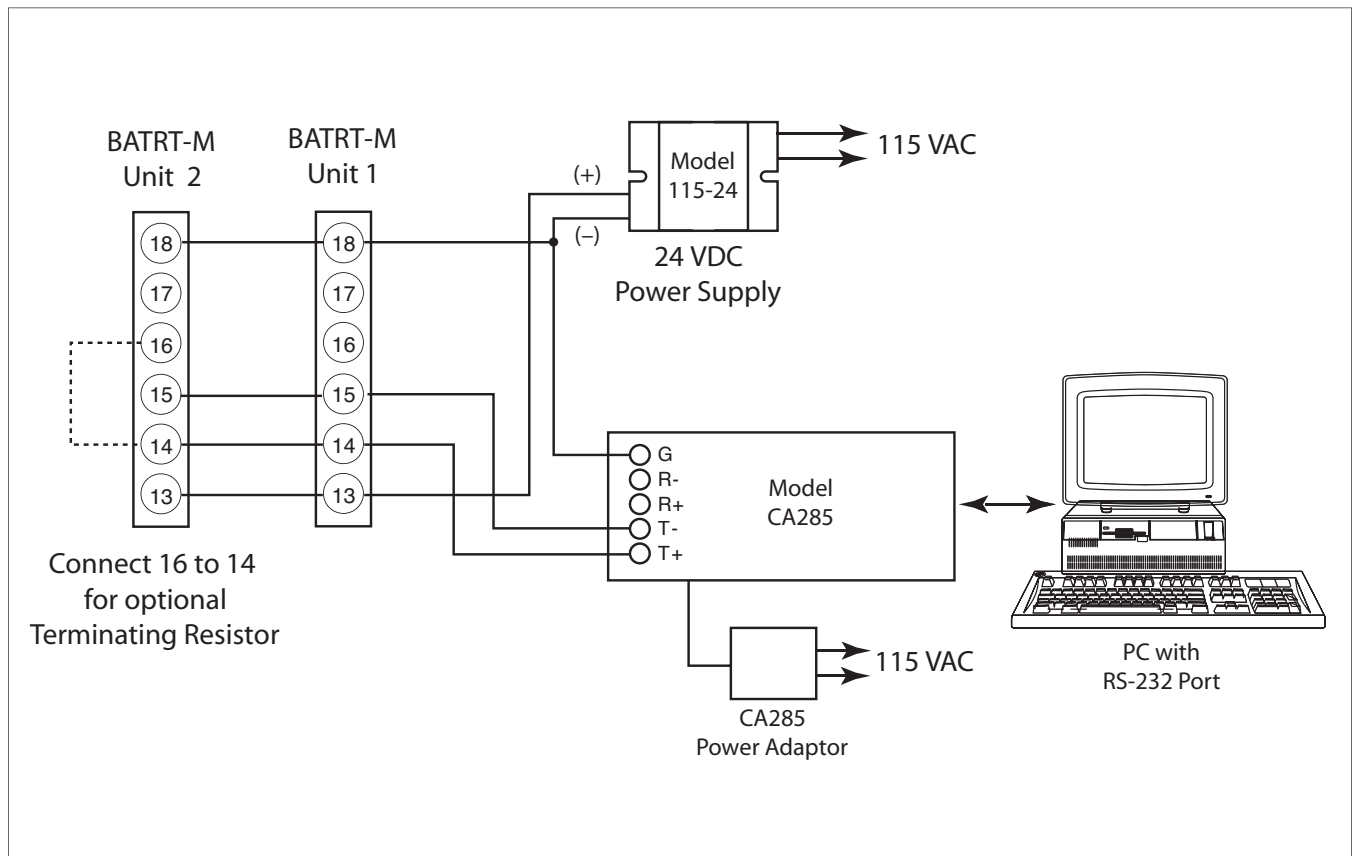 BATRT-M
Unit 2
BATRT-M
Unit 1
18
17
16
15
14
13
18
17
16
15
14
13
Connect 16 to 14
for optional
Terminating Resistor
(+)
(–)
Model
115-24
115 VAC
24 VDC
Power Supply
G
R-
R+
T-
T+
Model
CA285
115 VAC
CA285
Power Adaptor
PC with
RS-232 Port